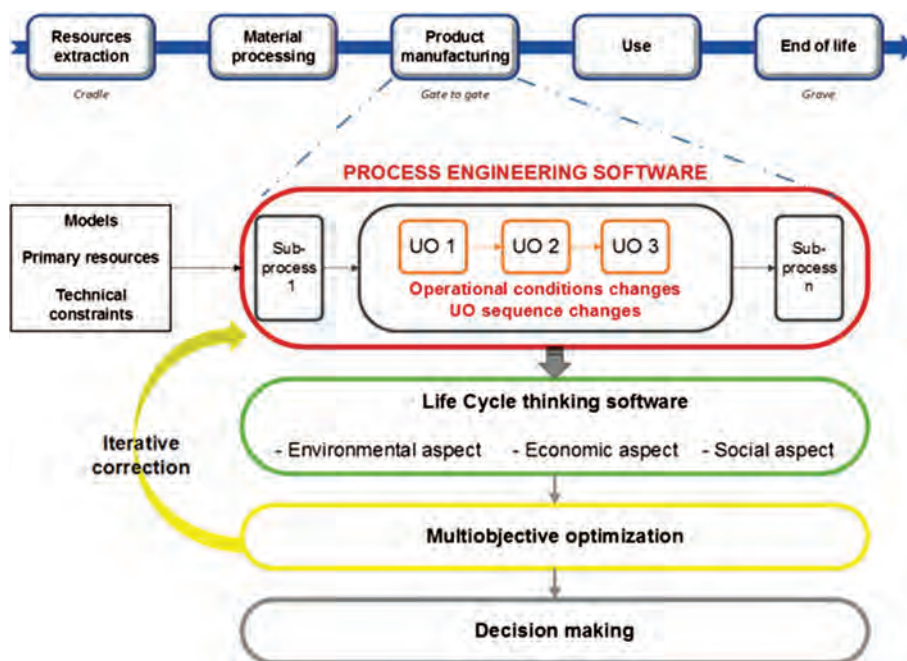 Resources
extraction
Material
processing
Product
manufacturing
Use
End of life
Cradle
Gate to gate
Grave
PROCESS ENGINEERING SOFTWARE
Models
Primary resources
Technical
constraints
Sub-
process
1
UO 1
UO 2
UO 3
Operational conditions changes
UO sequence changes
Sub-
process
n
Life Cycle thinking software
- Environmental aspect
- Economic aspect
- Social aspect
Iterative
correction
Multiobjective optimization
Decision making